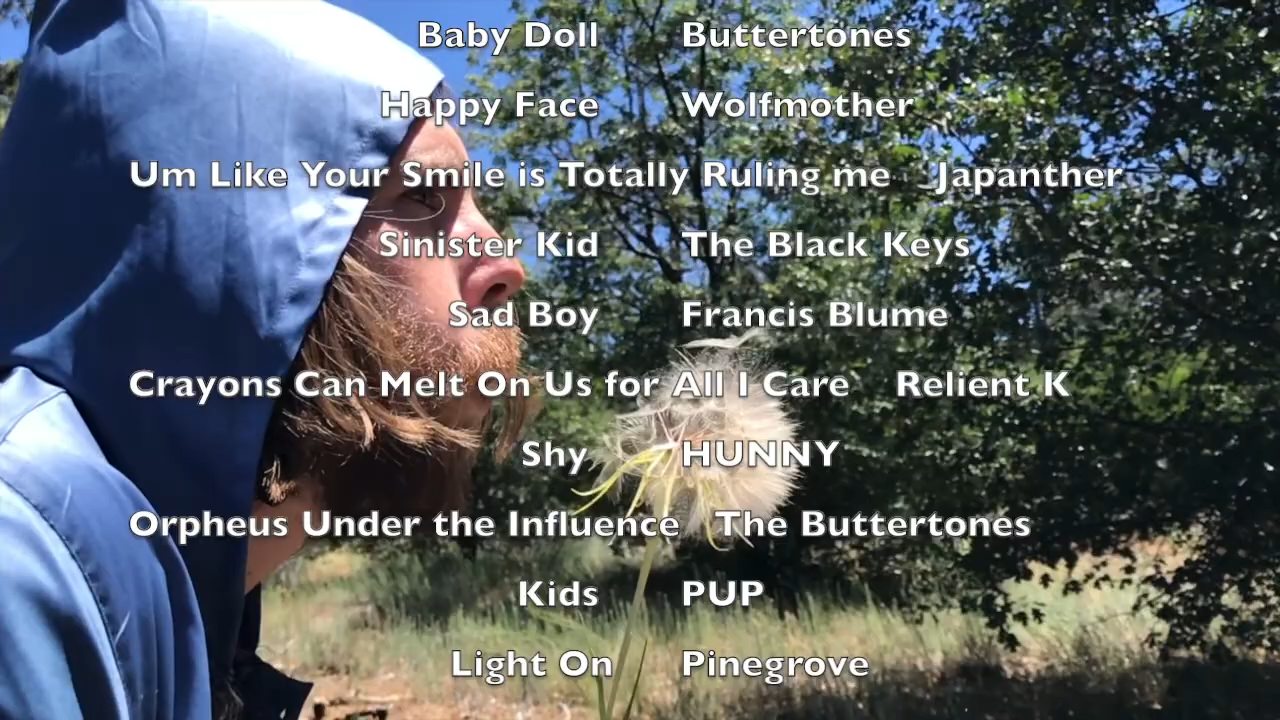 Baby Doll Buttertones
Happy Face Wolfmother
Um Like Your Smile is Totally Ruling me Japanther
Sinister Kid The Black Keys
Sad Boy Francis Blume
Crayons Can Melt On Us for All I Care Relient K
Shy HUNNY
Orpheus Under the Influence The Buttertones
Kids PUP
Light On Pinegrove